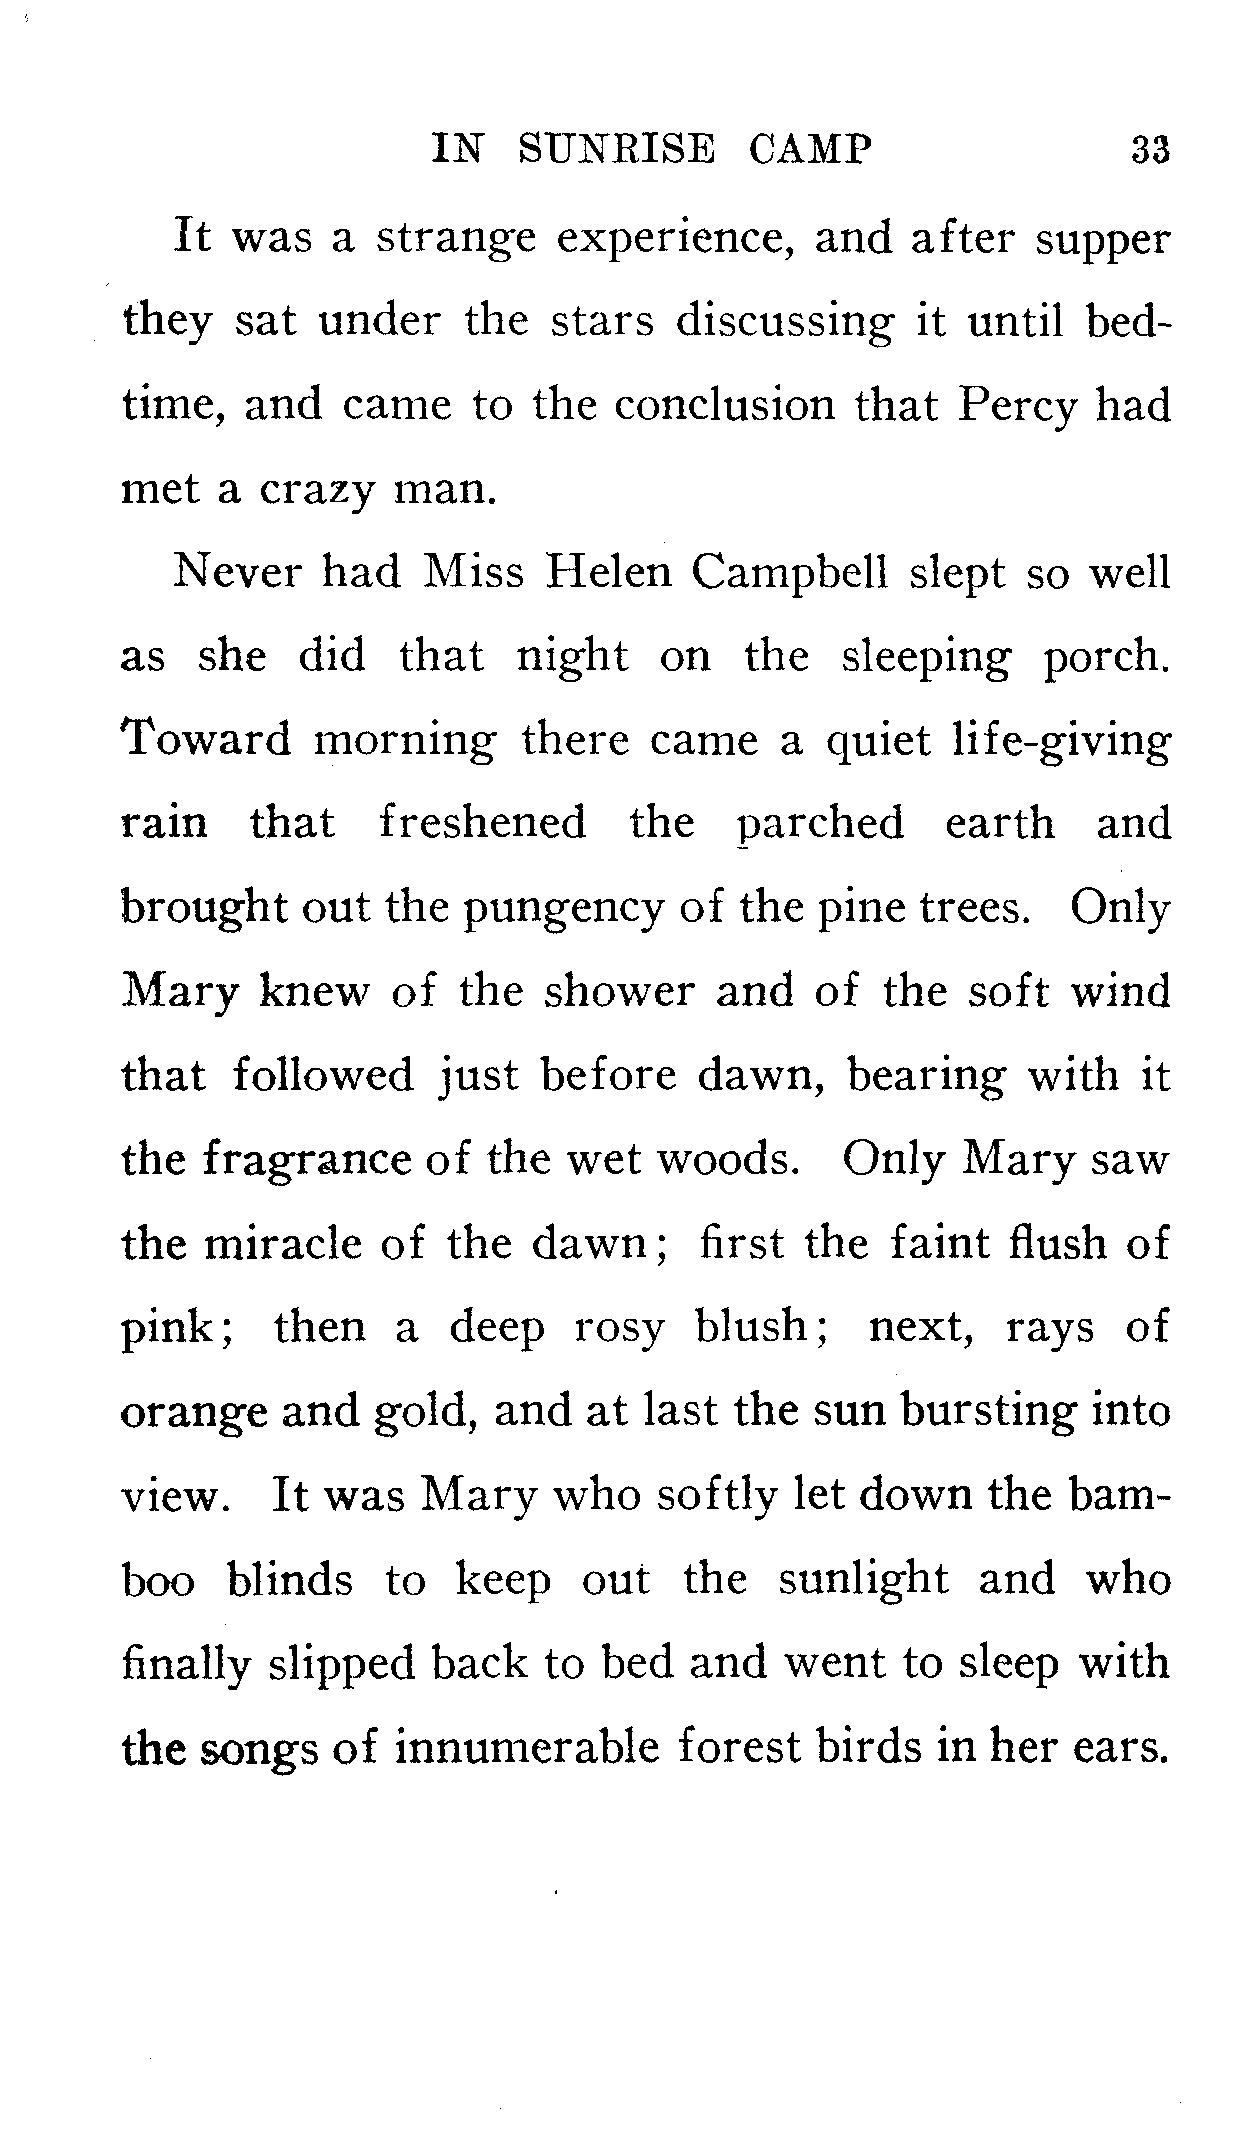 IN SUNRISE CAMP 33
It was a strange experience, and after supper
they sat under the stars discussing it until bed-
time, and came to the conclusion that Percy had
met a crazy man.
Never had Miss Helen Campbell slept so well
as she did that night on the sleeping porch.
Toward morning there came a quiet life-giving
rain that freshened the parched earth and
brought out the pungency of the pine trees. Only
Mary knew of the shower and of the soft wind
that followed just before dawn, bearing with it
the fragrance of the wet woods. Only Mary saw
the miracle of the dawn; first the faint flush of
pink; then a deep rosy blush; next, rays of
orange and gold, and at last the sun bursting into
view. It was Mary who softly let down the bam-
boo blinds to keep out the sunlight and who
finally slipped back to bed and went to sleep with
the songs of innumerable forest birds in her ears.